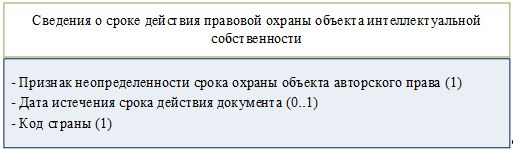 Сведения о сроке действия правовой охраны объекта интеллектуальной
собственности
- Признак неопределенности срока охраны объекта авторского права (1)
- Дата истечения срока действия документа (0..1)
- Код страны (1)